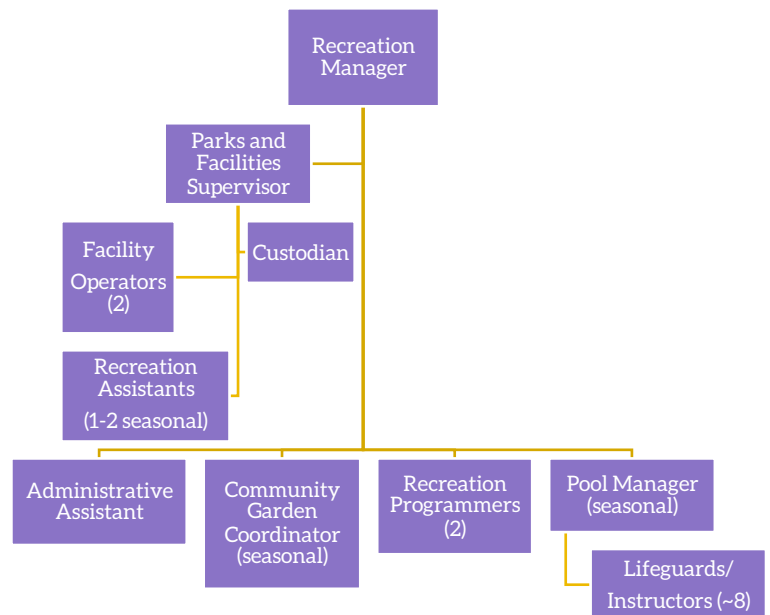 Recreation
Manager
Parks and
Facilities
Supervisor
Facility
Operators
(2)
Custodian
Recreation
Assistants
(1-2 seasonal)
Administrative
Assistant
Community
Garden
Coordinator
(seasonal)
Recreation
Programmers
(2)
Pool Manager
(seasonal)
Lifeguards/
Instructors (~8)